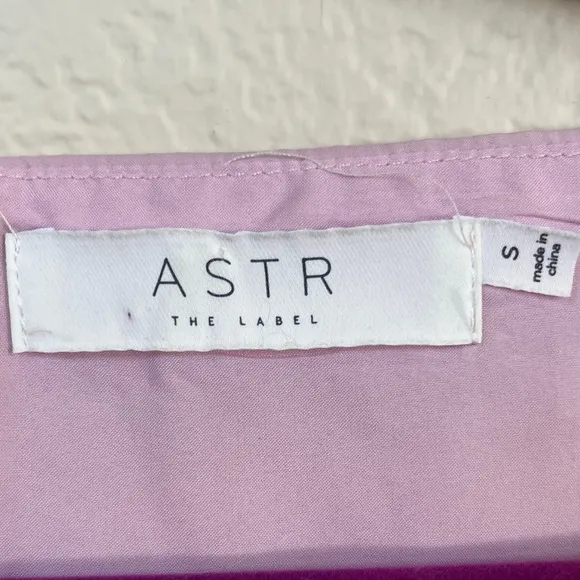 ASTR
THE LABEL
S
made in
china